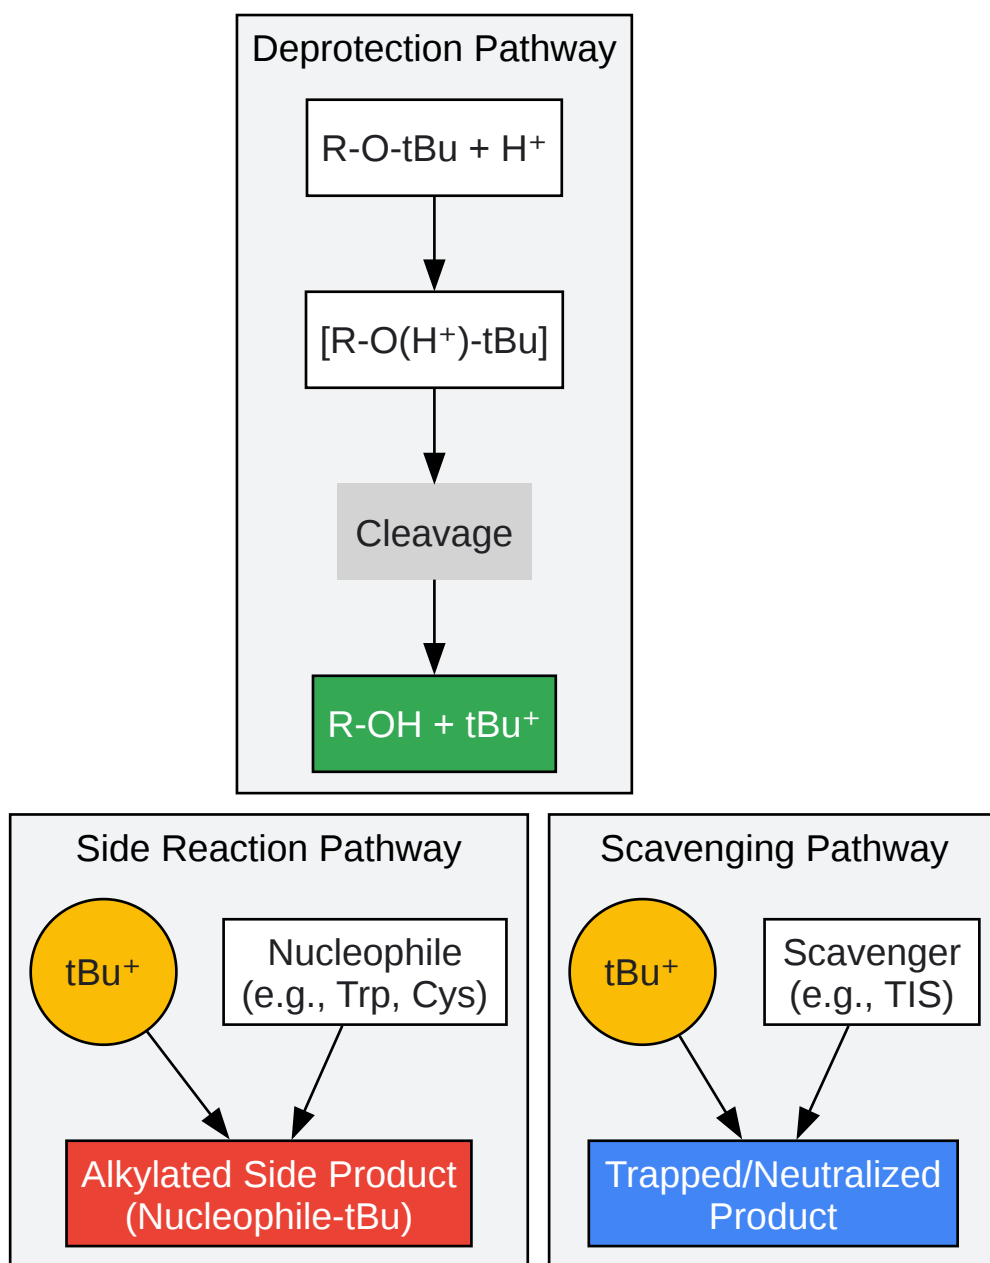 Deprotection Pathway
R-O-tBu + H⁺
[R-O(H⁺)-tBu]
Cleavage
R-OH + tBu⁺
Side Reaction Pathway
tBu⁺
Nucleophile
(e.g., Trp, Cys)
Alkylated Side Product
(Nucleophile-tBu)
Scavenging Pathway
tBu⁺
Scavenger
(e.g., TIS)
Trapped/Neutralized
Product